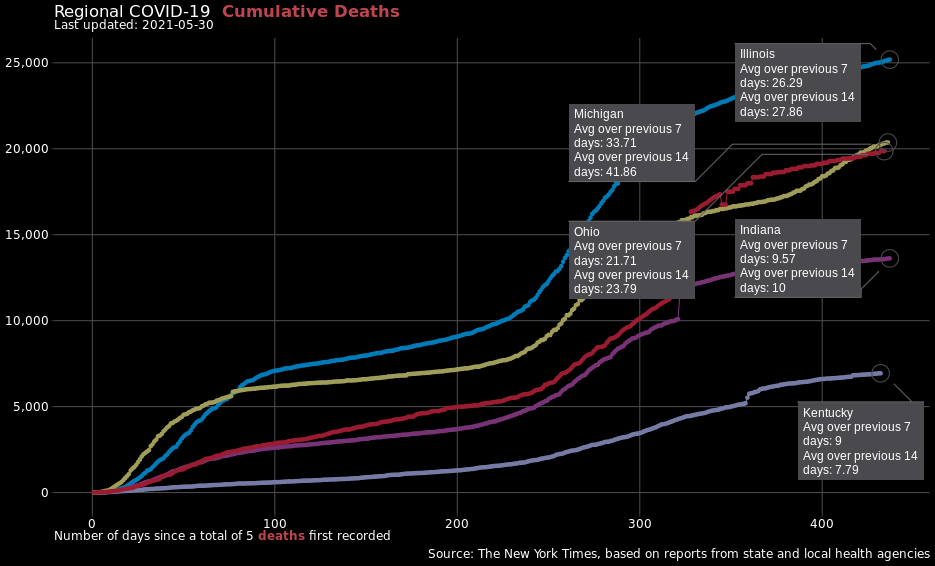 Regional COVID-19 Cumulative Deaths
Last updated: 2021-05-30
25,000
20,000
15,000
10,000
5,000
0
Illinois
Avg over previous 7
days: 26.29
Avg over previous 14
days: 27.86
Michigan
Avg over previous 7
days: 33.71
Avg over previous 14
days: 41.86
Ohio
Avg over previous 7
days: 21.71
Avg over previous 14
days: 23.79
Indiana
Avg over previous 7
days: 9.57
Avg over previous 14
days: 10
Kentucky
Avg over previous 7
days: 9
Avg over previous 14
days: 7.79
0 100 200 300 400
Number of days since a total of 5 deaths first recorded
Source: The New York Times, based on reports from state and local health agencies